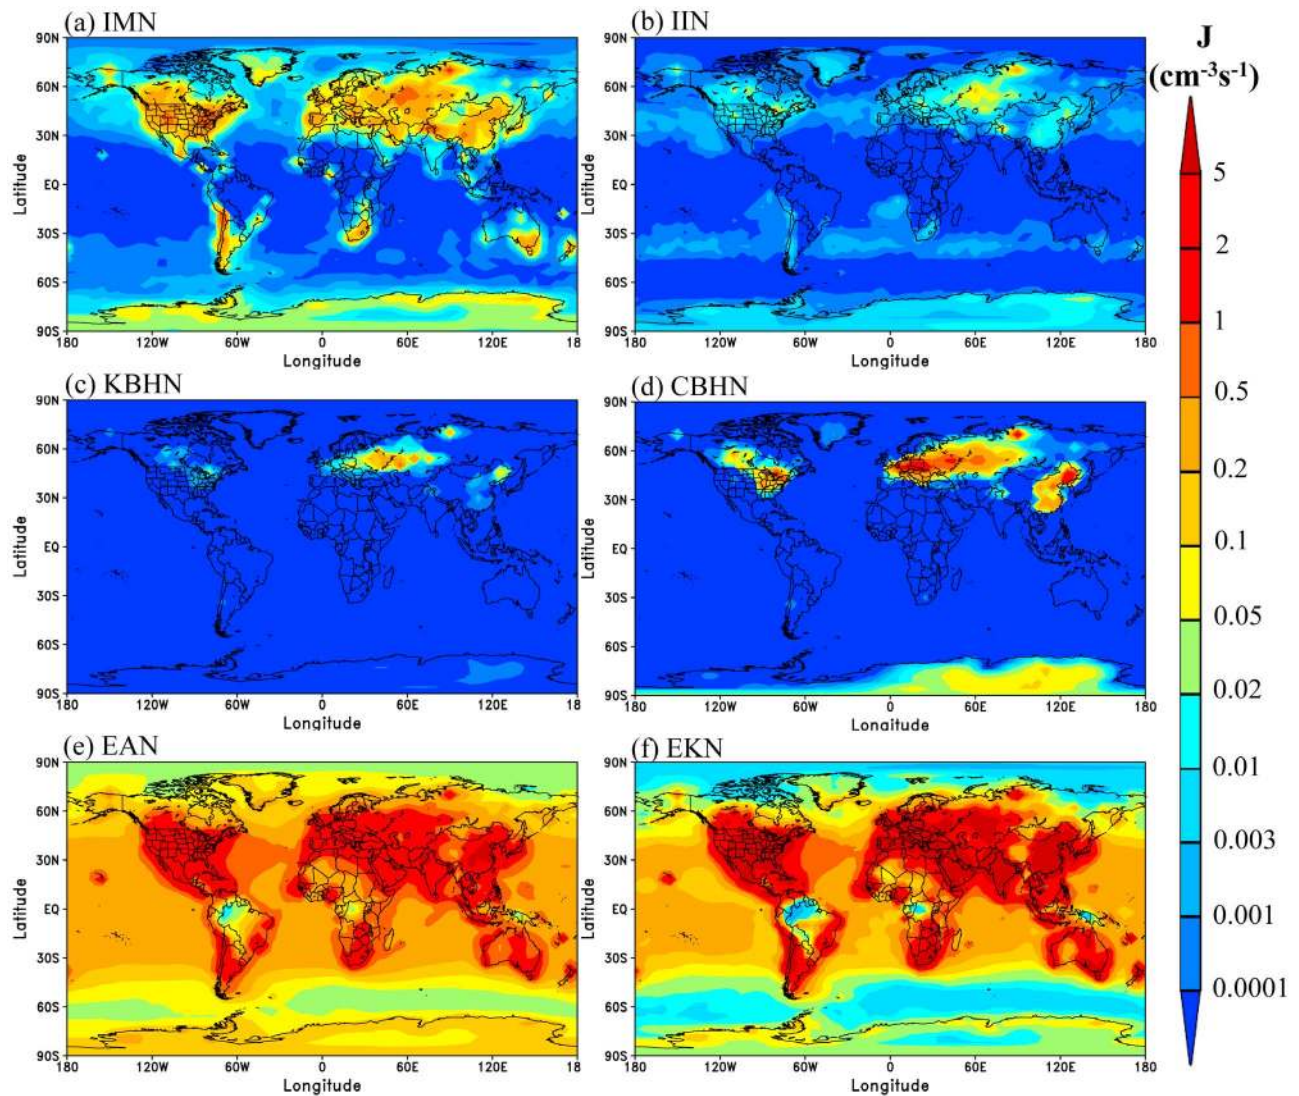 (a) IMN
(b) IIN
J
(cm⁻³s⁻¹)
90N
60N
30N
EQ
30S
60S
90S
Latitude
180
120W
60W
0
60E
120E
18
Longitude
90N
60N
30N
EQ
30S
60S
90S
Latitude
180
120W
60W
0
60E
120E
180
Longitude
(c) KBHN
(d) CBHN
90N
60N
30N
EQ
30S
60S
90S
Latitude
180
120W
60W
0
60E
120E
18
Longitude
90N
60N
30N
EQ
30S
60S
90S
Latitude
180
120W
60W
0
60E
120E
180
Longitude
(e) EAN
(f) EKN
90N
60N
30N
EQ
30S
60S
90S
Latitude
180
120W
60W
0
60E
120E
18
Longitude
90N
60N
30N
EQ
30S
60S
90S
Latitude
180
120W
60W
0
60E
120E
180
Longitude
5
2
1
0.5
0.2
0.1
0.05
0.02
0.01
0.003
0.001
0.0001